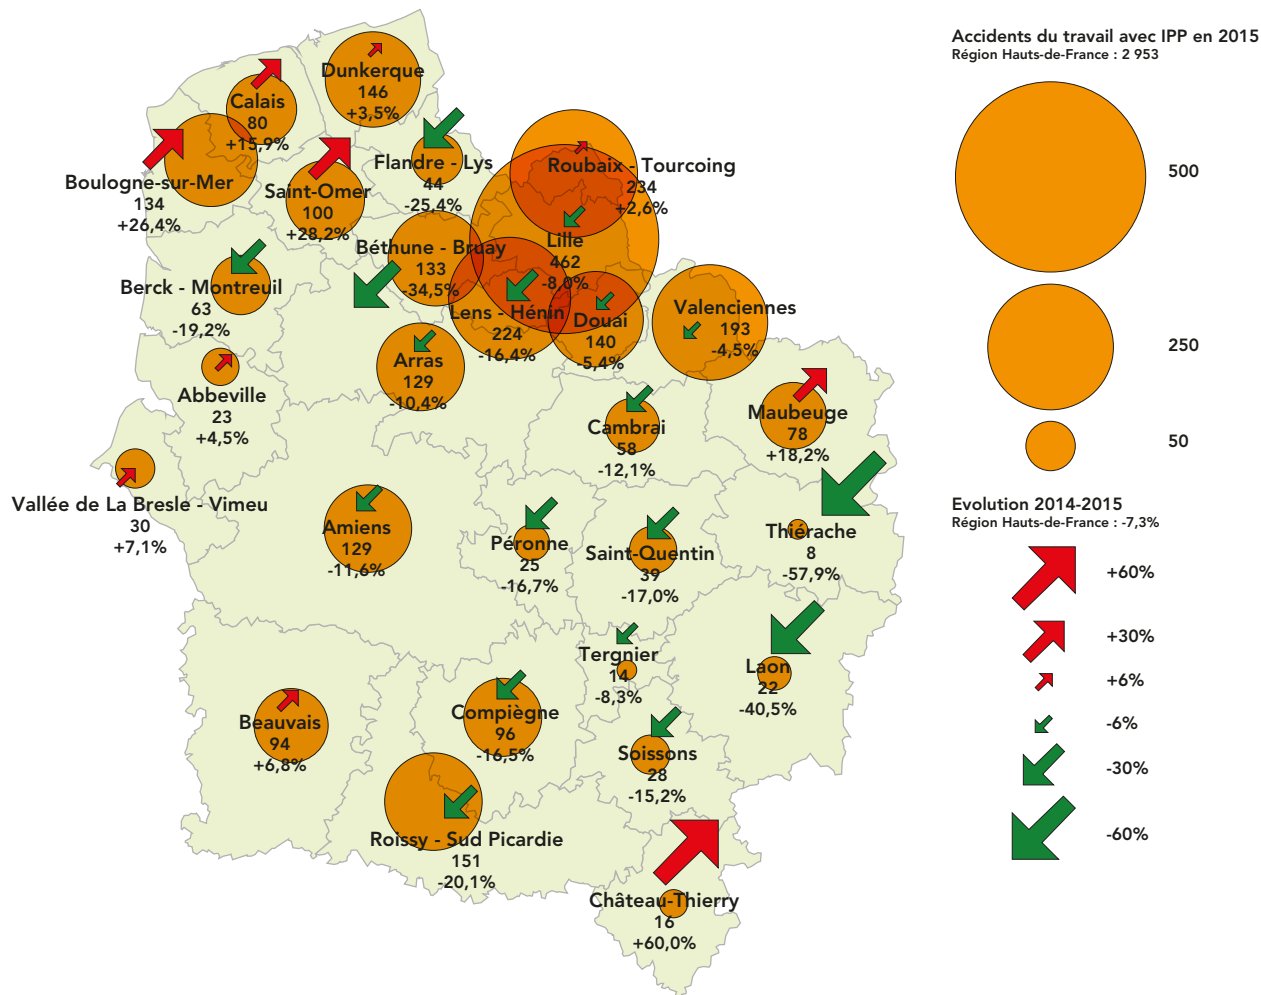 Accidents du travail avec IPP en 2015
Région Hauts-de-France : 2 953
500
250
50
Evolution 2014-2015
Région Hauts-de-France : -7,3%
+60%
+30%
+6%
-6%
-30%
-60%
Dunkerque
146
+3,5%
Calais
80
+15,9%
Boulogne-sur-Mer
134
+26,4%
Saint-Omer
100
+28,2%
Flandre - Lys
44
-25,4%
Roubaix - Tourcoing
234
+2,6%
Lille
462
-8,0%
Béthune - Bruay
133
-34,5%
Berck - Montreuil
63
-19,2%
Lens - Hénin
224
-16,4%
Douai
140
-5,4%
Valenciennes
193
-4,5%
Arras
129
-10,4%
Abbeville
23
+4,5%
Cambrai
58
-12,1%
Maubeuge
78
+18,2%
Vallée de La Bresle - Vimeu
30
+7,1%
Amiens
129
-11,6%
Péronne
25
-16,7%
Saint-Quentin
39
-17,0%
Thiérache
8
-57,9%
Tergnier
14
-8,3%
Laon
22
-40,5%
Beauvais
94
+6,8%
Compiègne
96
-16,5%
Soissons
28
-15,2%
Roissy - Sud Picardie
151
-20,1%
Château-Thierry
16
+60,0%